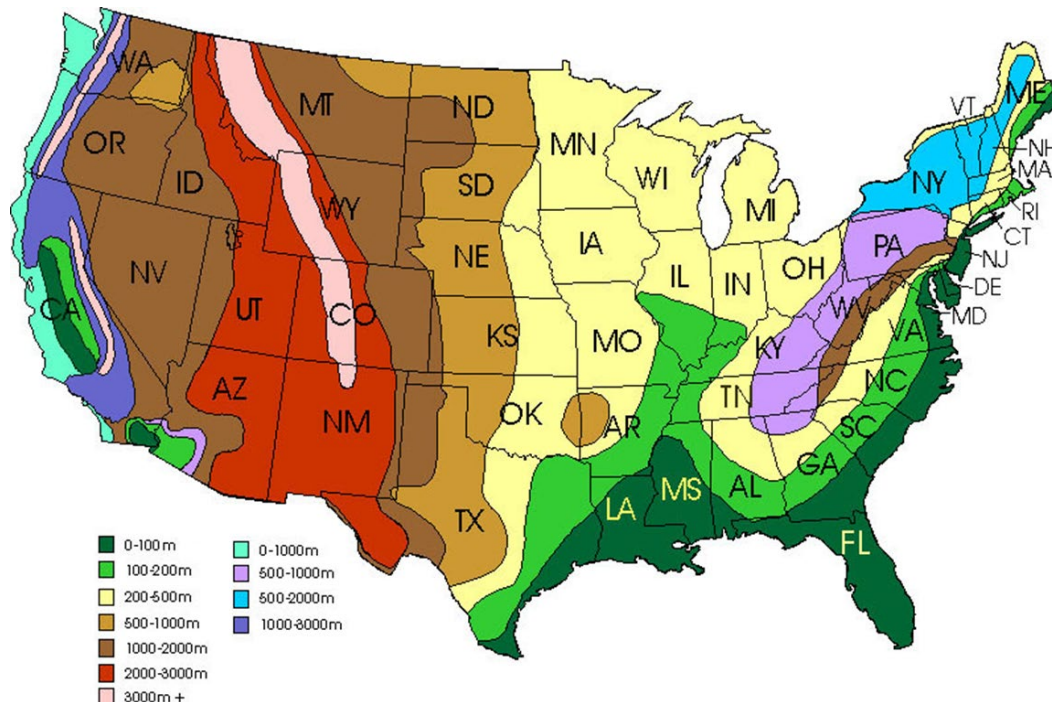 WA
MT
ND
MN
VT
ME
OR
ID
WY
SD
WI
MI
NY
NH
MA
RI
CT
NV
UT
CO
NE
IA
IL
IN
OH
PA
NJ
DE
MD
CA
AZ
NM
KS
MO
KY
WV
VA
OK
AR
TN
NC
SC
TX
LA
MS
AL
GA
FL
0-100m
100-200m
200-500m
500-1000m
1000-2000m
2000-3000m
3000m +
0-1000m
500-1000m
500-2000m
1000-3000m